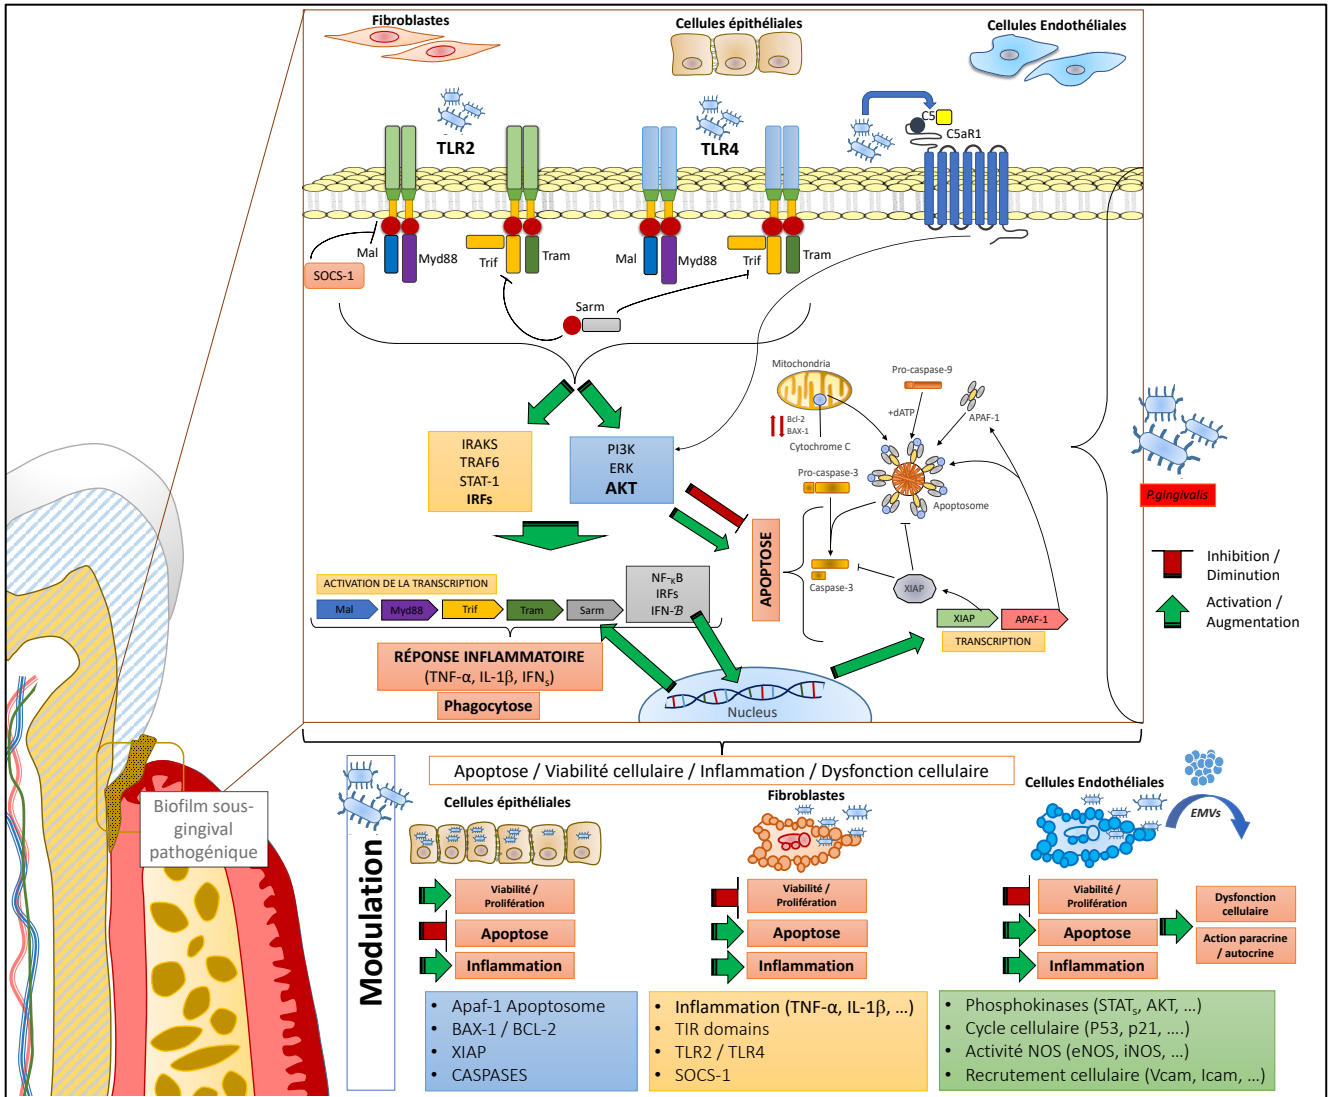 Fibroblastes
Cellules épithéliales
Cellules Endothéliales
TLR2
TLR4
C5
C5aR1
Mal
Myd88
Trif
Tram
Mal
Myd88
Trif
Tram
SOCS-1
Sarm
Mitochondria
Pro-caspase-9
+dATP
APAF-1
Bcl-2
BAX-1
Cytochrome C
IRAKS
TRAF6
STAT-1
IRFs
PI3K
ERK
AKT
Pro-caspase-3
Apoptosome
P.gingivalis
APOPTOSE
Inhibition /
Diminution
Activation /
Augmentation
Caspase-3
XIAP
ACTIVATION DE LA TRANSCRIPTION
Mal
Myd88
Trif
Tram
Sarm
NF-κB
IRFs
IFN-ℬ
XIAP
APAF-1
TRANSCRIPTION
RÉPONSE INFLAMMATOIRE
(TNF-α, IL-1β, IFNs)
Phagocytose
Nucleus
Biofilm sous-
gingival
pathogénique
Apoptose / Viabilité cellulaire / Inflammation / Dysfonction cellulaire
Modulation
Cellules épithéliales
Viabilité /
Prolifération
Apoptose
Inflammation
Fibroblastes
Viabilité /
Prolifération
Apoptose
Inflammation
Cellules Endothéliales
EMVs
Viabilité /
Prolifération
Apoptose
Inflammation
Dysfonction
cellulaire
Action paracrine
/ autocrine
• Apaf-1 Apoptosome
• BAX-1 / BCL-2
• XIAP
• CASPASES
• Inflammation (TNF-α, IL-1β, …)
• TIR domains
• TLR2 / TLR4
• SOCS-1
• Phosphokinases (STATs, AKT, …)
• Cycle cellulaire (P53, p21, ….)
• Activité NOS (eNOS, iNOS, …)
• Recrutement cellulaire (Vcam, Icam, …)